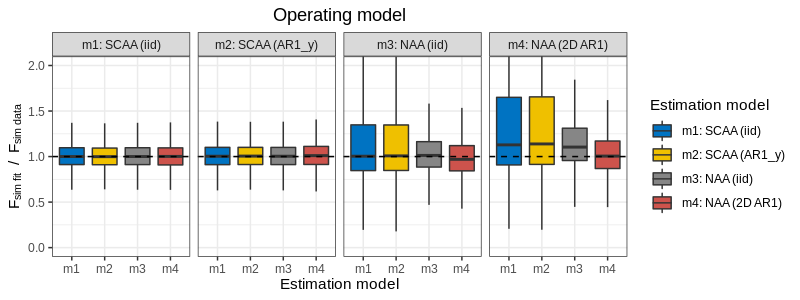 Operating model
m1: SCAA (iid)
m2: SCAA (AR1_y)
m3: NAA (iid)
m4: NAA (2D AR1)
F sim fit / F sim data
2.0
1.5
1.0
0.5
0.0
m1 m2 m3 m4
m1 m2 m3 m4
m1 m2 m3 m4
m1 m2 m3 m4
Estimation model
Estimation model
m1: SCAA (iid)
m2: SCAA (AR1_y)
m3: NAA (iid)
m4: NAA (2D AR1)